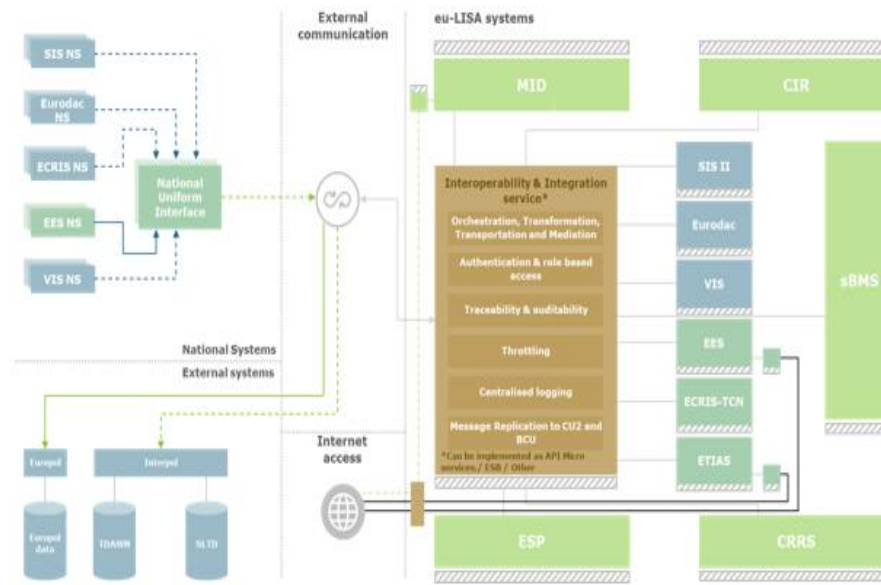 External
communication
eu-LISA systems
SIS NS
Eurodac
NS
ECRIS NS
EES NS
VIS NS
National
Uniform
Interface
National Systems
External systems
Europol
Interpol
Europol
data
TDAWN
SLTD
Internet
access
MID
CIR
Interoperability & Integration
service*
Orchestration, Transformation,
Transportation and Mediation
Authentication & role based
access
Traceability & auditability
Throttling
Centralised logging
Message Replication to CU2 and
BCU
*Can be implemented as API Micro
services./ ESB / Other
SIS II
Eurodac
VIS
EES
ECRIS-TCN
ETIAS
sBMS
ESP
CRRS